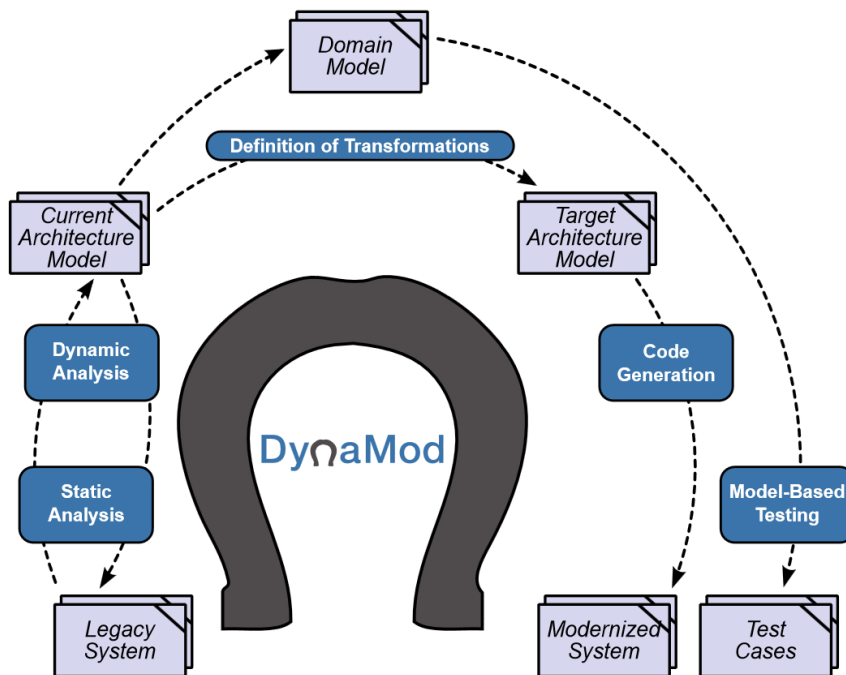 Domain
Model
Definition of Transformations
Current
Architecture
Model
Target
Architecture
Model
Dynamic
Analysis
Code
Generation
DynaMod
Static
Analysis
Model-Based
Testing
Legacy
System
Modernized
System
Test
Cases